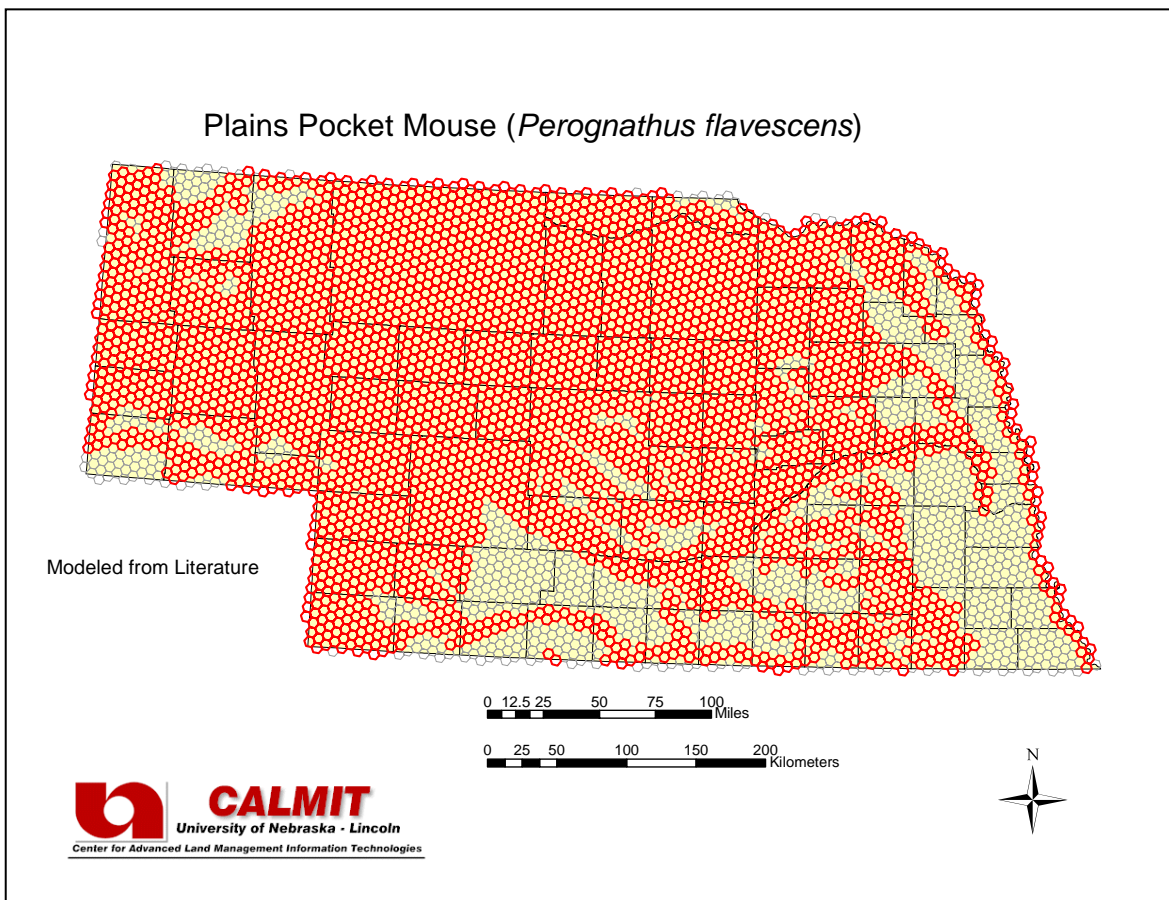 Plains Pocket Mouse (Perognathus flavescens)
Modeled from Literature
0 12.5 25 50 75 100
Miles
0 25 50 100 150 200
Kilometers
N
CALMIT
University of Nebraska - Lincoln
Center for Advanced Land Management Information Technologies